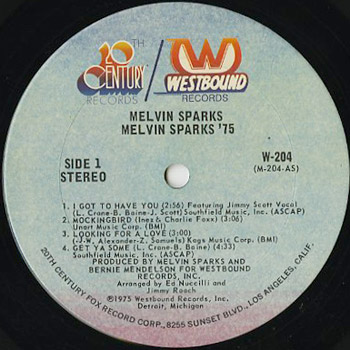 20TH
CENTURY
RECORDS
W
WESTBOUND
RECORDS
MELVIN SPARKS
MELVIN SPARKS '75
SIDE 1
STEREO
W-204
(M-204-AS)
1. I GOT TO HAVE YOU (2:56) Featuring Jimmy Scott Vocal
(L. Crane-B. Baine-J. Scott) Southfield Music, Inc. (ASCAP)
2. MOCKINGBIRD (Inez & Charlie Foxx) (3:06)
Unart Music Corp. (BMI)
3. LOOKING FOR A LOVE (3:00)
(-J.W. Alexander-Z. Samuels) Kags Music Corp. (BMI)
4. GET YA SOME (L. Crane-B. Baine) (4:33)
Southfield Music, Inc. (ASCAP)
PRODUCED BY MELVIN SPARKS AND
BERNIE MENDELSON FOR WESTBOUND
RECORDS, INC.
Arranged by Ed Nuccilli and
Jimmy Roach
©1975 Westbound Records, Inc.
Detroit, Michigan
20TH CENTURY FOX RECORD CORP., 8255 SUNSET BLVD., LOS ANGELES, CALIF.